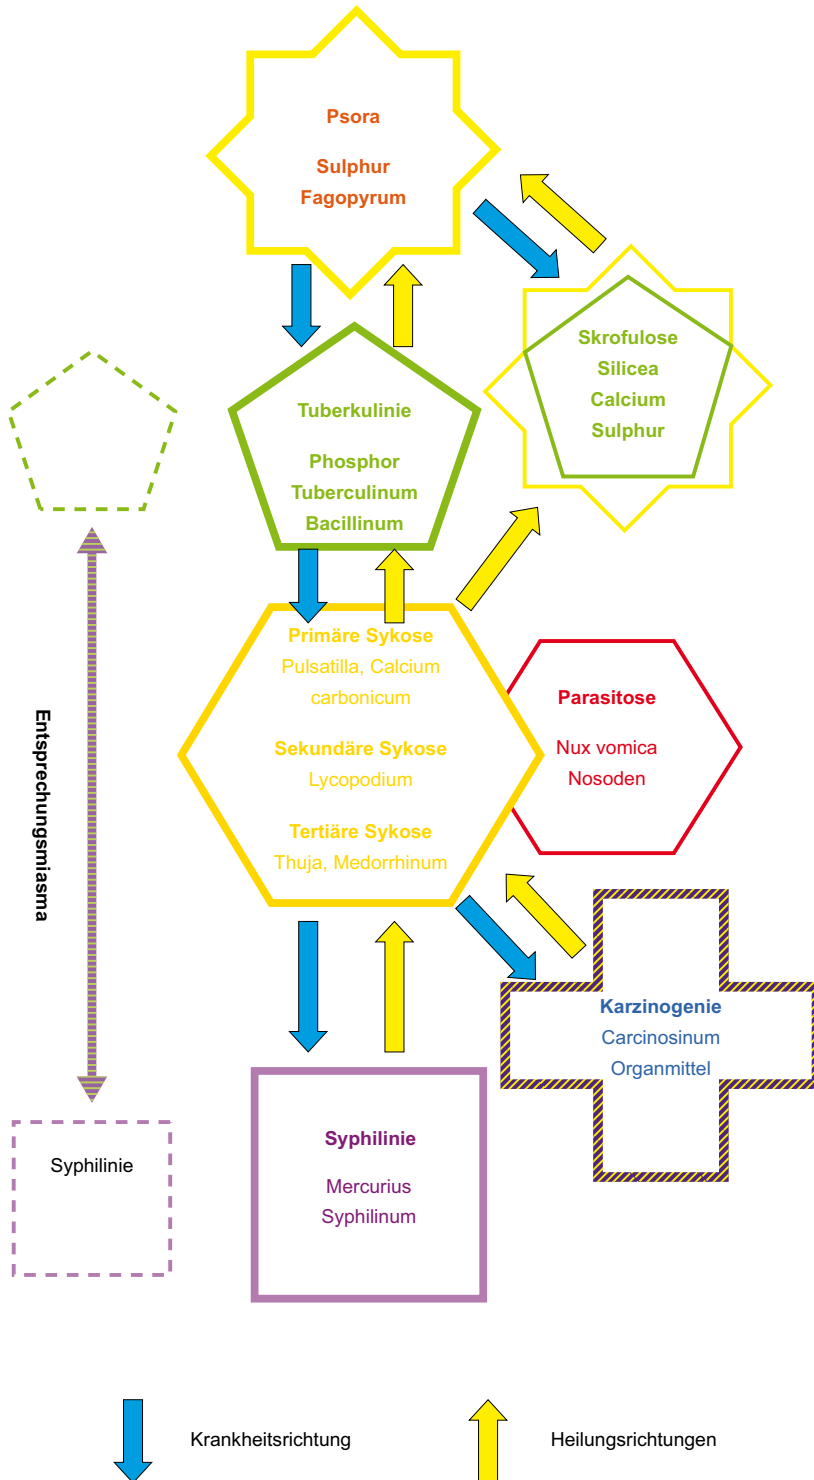 Psora
Sulphur
Fagopyrum
Skrofulose
Silicea
Calcium
Sulphur
Tuberkulinie
Phosphor
Tuberculinum
Bacillinum
Primäre Sykose
Pulsatilla, Calcium
carbonicum
Sekundäre Sykose
Lycopodium
Tertiäre Sykose
Thuja, Medorrhinum
Parasitose
Nux vomica
Nosoden
Entsprechungsmiasma
Karzinogenie
Carcinosinum
Organmittel
Syphilinie
Mercurius
Syphilinum
Syphilinie
Krankheitsrichtung
Heilungsrichtungen